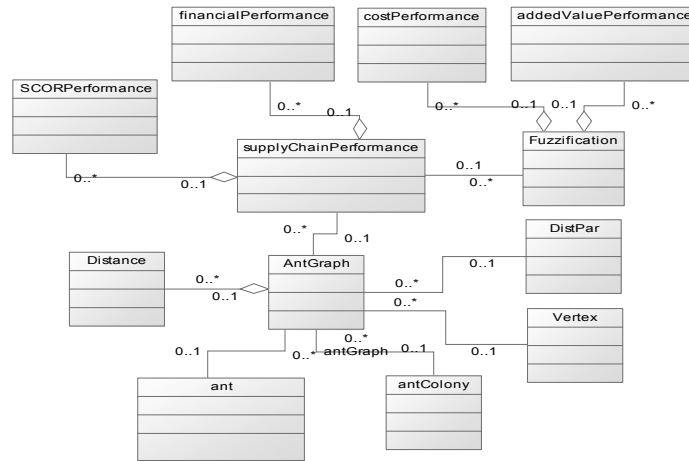 financialPerformance
costPerformance
addedValuePerformance
SCORPerformance
0..*
0..1
0..*
0..1
0..1
0..*
supplyChainPerformance
Fuzzification
0..*
0..1
0..1
0..*
0..*
0..1
Distance
AntGraph
DistPar
0..*
0..1
0..*
0..1
0..*
0..1
Vertex
0..1
0..*
antGraph
0..*
0..1
ant
antColony